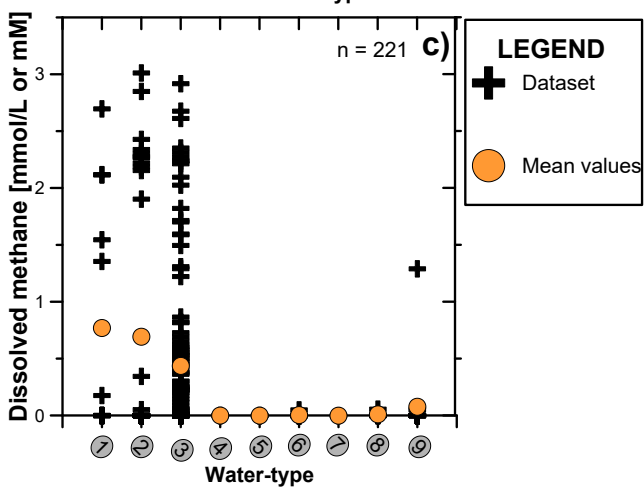 n = 221 c)
LEGEND
Dataset
Mean values
Dissolved methane [mmol/L or mM]
3
2
1
0
1 2 3 4 5 6 7 8 9
Water-type